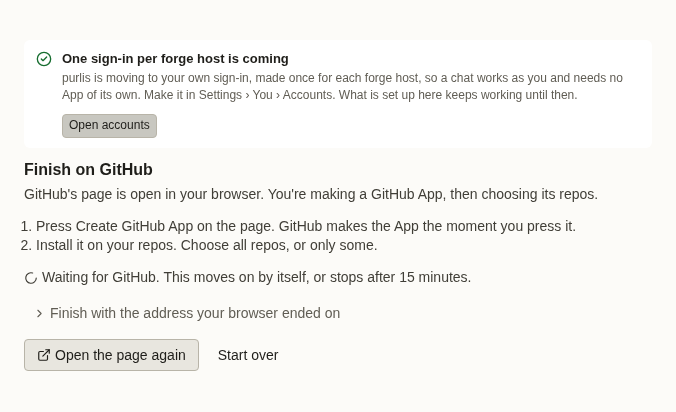 One sign-in per forge host is coming
purlis is moving to your own sign-in, made once for each forge host, so a chat works as you and needs no
App of its own. Make it in Settings › You › Accounts. What is set up here keeps working until then.
Open accounts
Finish on GitHub
GitHub's page is open in your browser. You're making a GitHub App, then choosing its repos.
1. Press Create GitHub App on the page. GitHub makes the App the moment you press it.
2. Install it on your repos. Choose all repos, or only some.
Waiting for GitHub. This moves on by itself, or stops after 15 minutes.
Finish with the address your browser ended on
Open the page again
Start over